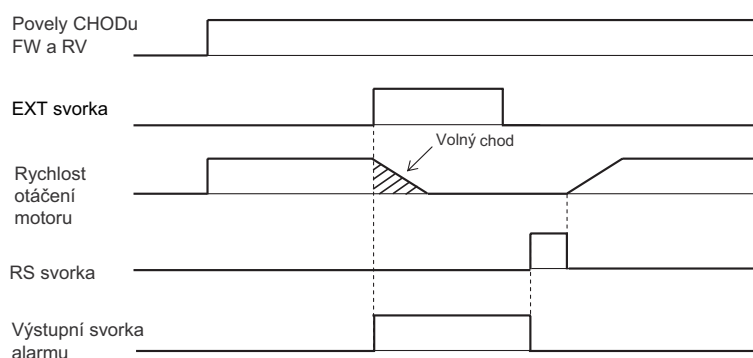 Povely CHODu
FW a RV
EXT svorka
Volný chod
Rychlost
otáčení
motoru
RS svorka
Výstupní svorka
alarmu